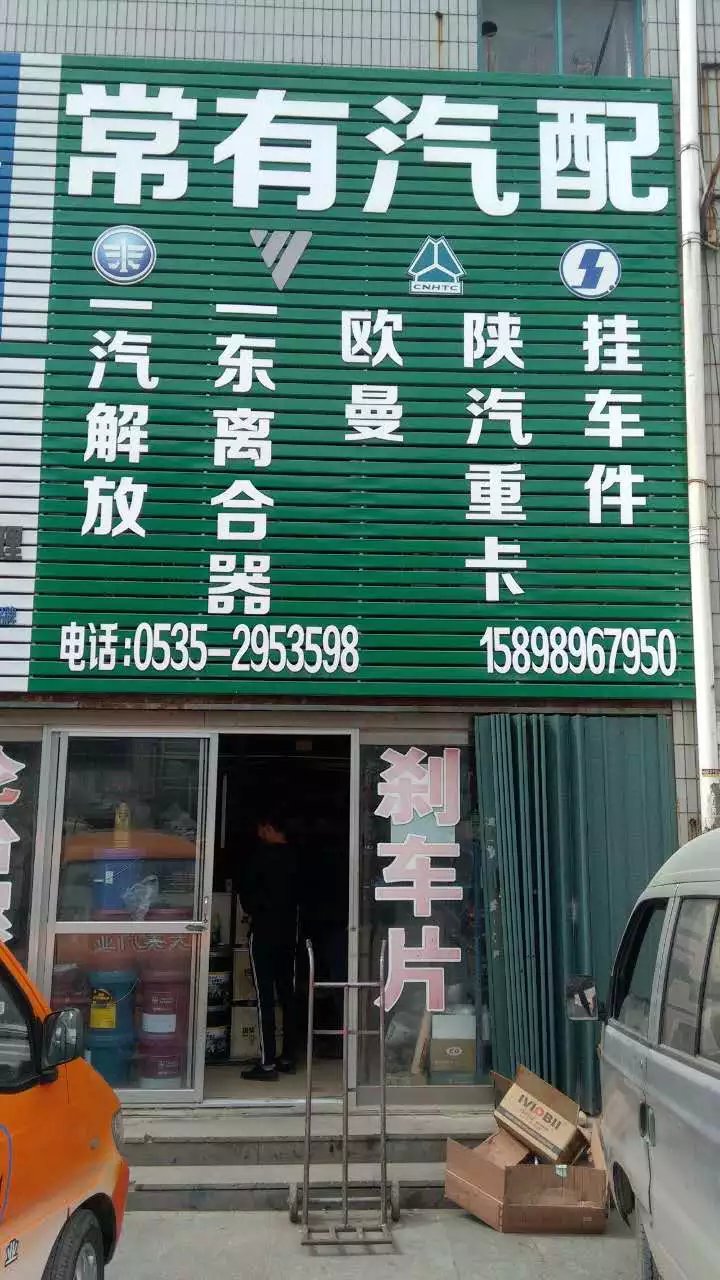 常有汽配
CNHTC
一汽解放
一东离合器
欧曼
陕汽重卡
挂车件
电话:0535-2953598
15898967950
刹车片